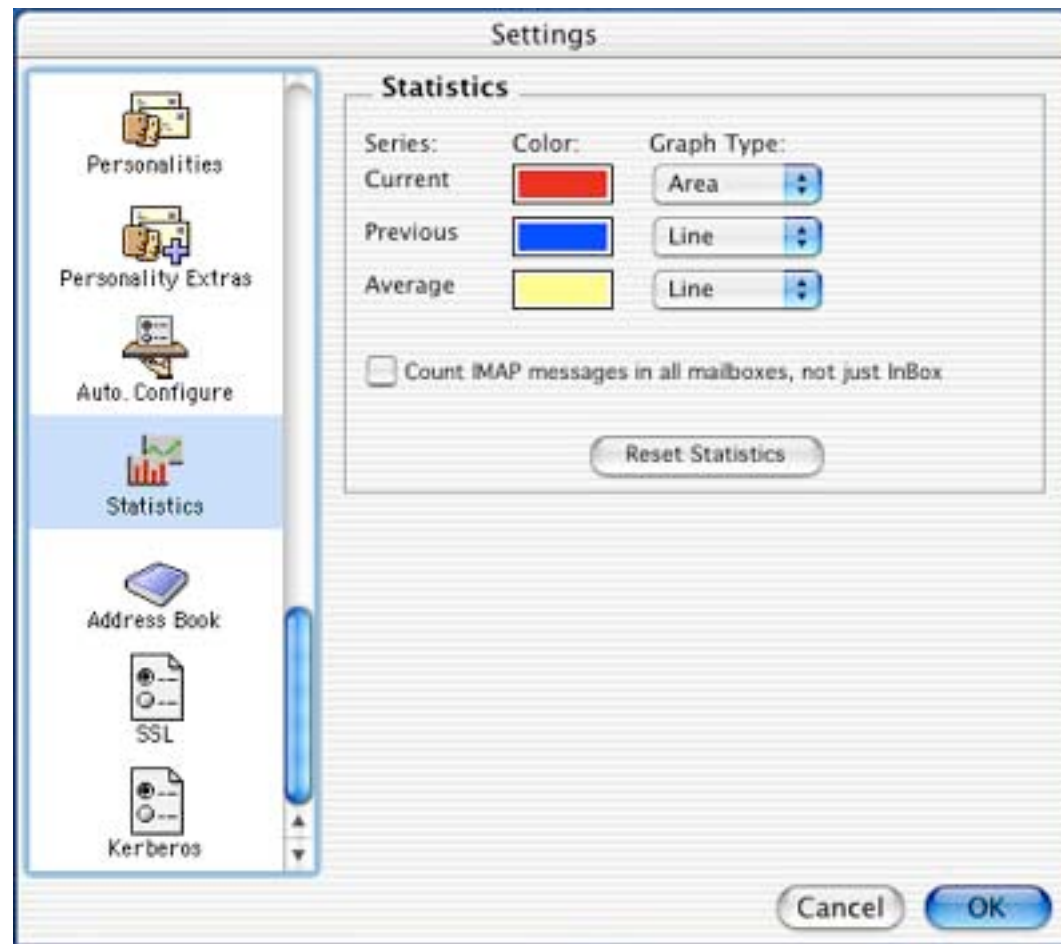 Settings
Personalities
Personality Extras
Auto. Configure
Statistics
Address Book
SSL
Kerberos
Statistics
Series: Color: Graph Type:
Current Area
Previous Line
Average Line
Count IMAP messages in all mailboxes, not just InBox
Reset Statistics
Cancel OK